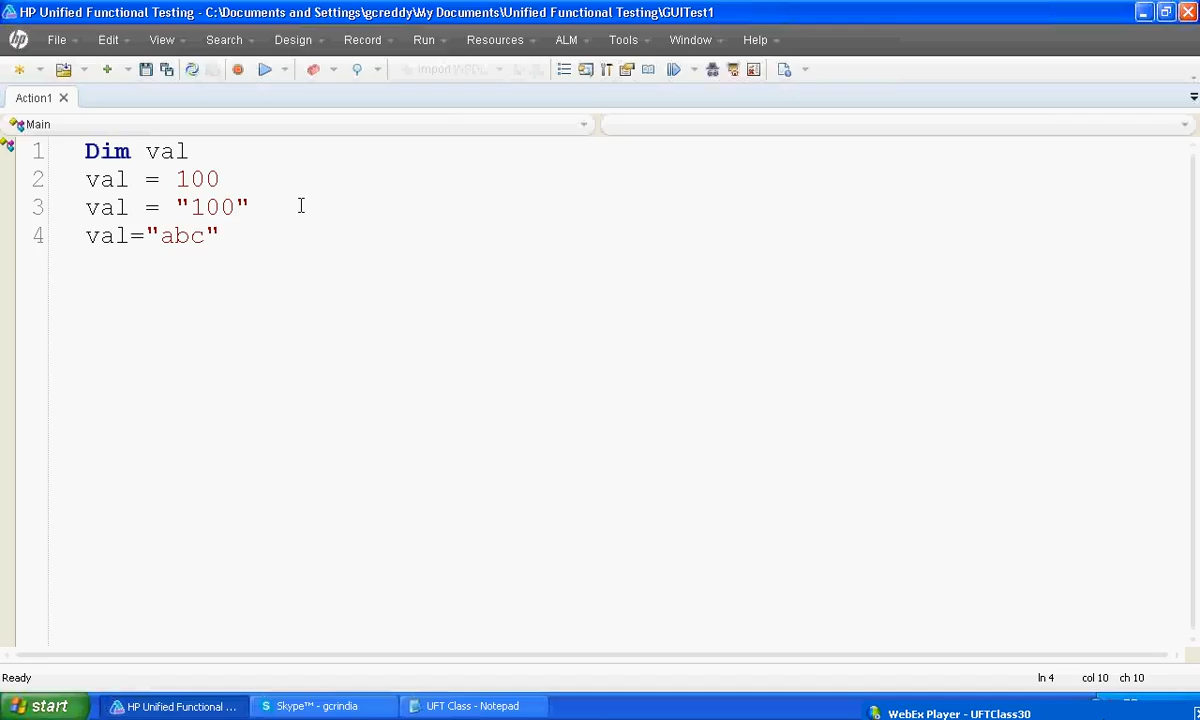 HP Unified Functional Testing - C:\Documents and Settings\gcreddy\My Documents\Unified Functional Testing\GUITest1
hp File Edit View Search Design Record Run Resources ALM Tools Window Help
Import
Action1
Main
1 Dim val
2 val = 100
3 val = "100"
4 val="abc"
Ready ln 4 col 10 ch 10
start HP Unified Functional ... Skype™ - gcrindia UFT Class - Notepad WebEx Player - UFTClass30